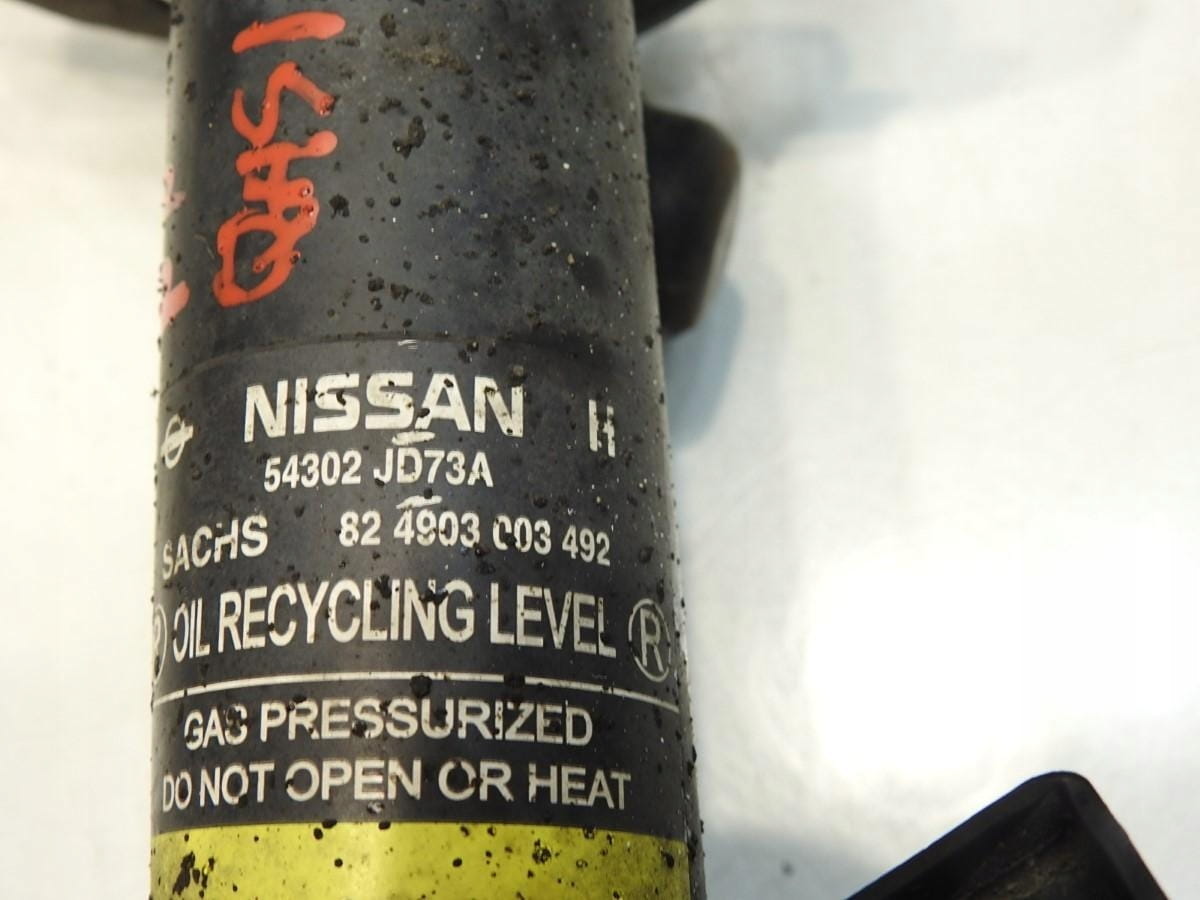 NISSAN H
54302 JD73A
SACHS 82 4903 003 492
OIL RECYCLING LEVEL R
GAS PRESSURIZED
DO NOT OPEN OR HEAT